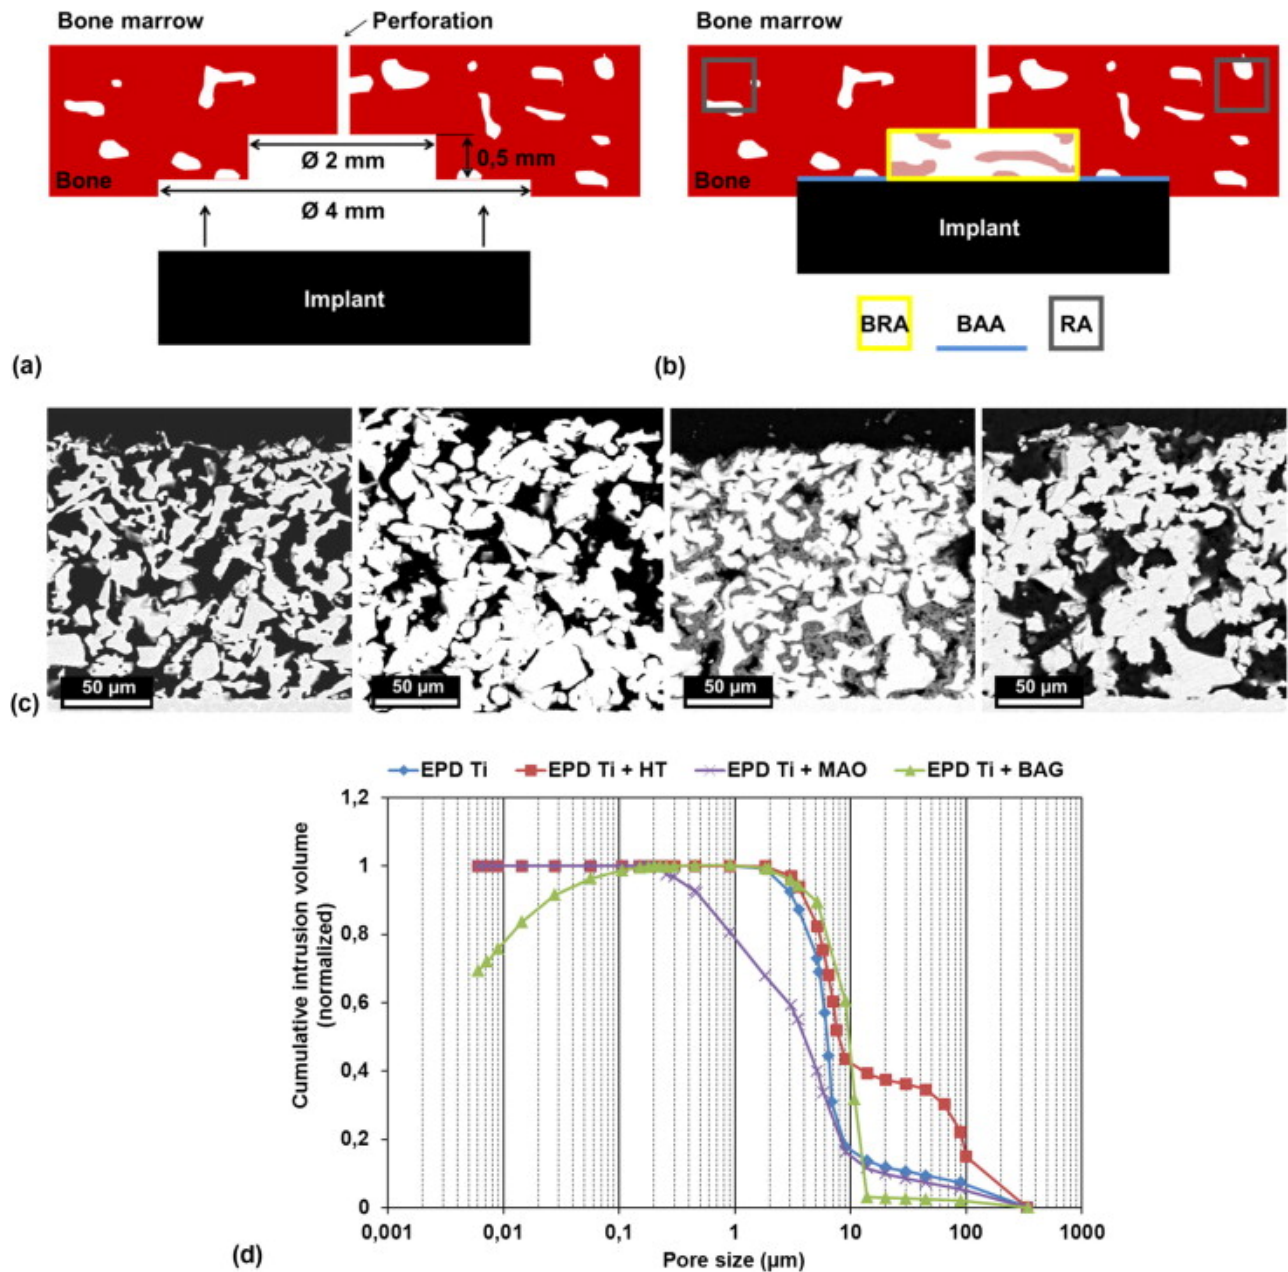 Bone marrow
Perforation
Ø 2 mm
0,5 mm
Bone
Ø 4 mm
Implant
(a)
Bone marrow
Bone
Implant
BRA
BAA
RA
(b)
50 µm
50 µm
50 µm
50 µm
(c)
EPD Ti
EPD Ti + HT
EPD Ti + MAO
EPD Ti + BAG
Cumulative intrusion volume
(normalized)
1,2
1
0,8
0,6
0,4
0,2
0
0,001
0,01
0,1
1
10
100
1000
Pore size (µm)
(d)